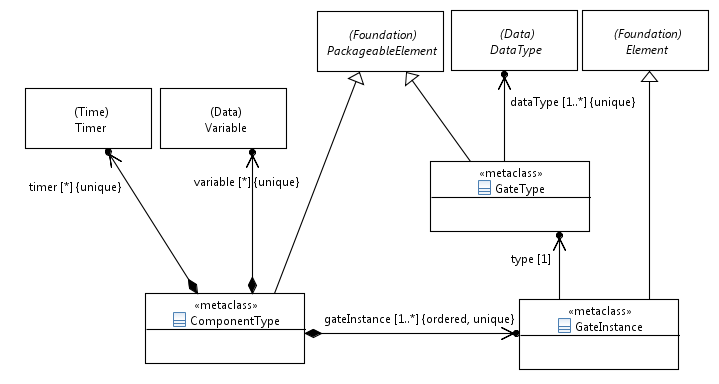 (Foundation)
PackageableElement
(Data)
DataType
(Foundation)
Element
(Time)
Timer
(Data)
Variable
dataType [1..*] {unique}
timer [*] {unique}
variable [*] {unique}
«metaclass»
GateType
type [1]
«metaclass»
ComponentType
gateInstance [1..*] {ordered, unique}
«metaclass»
GateInstance